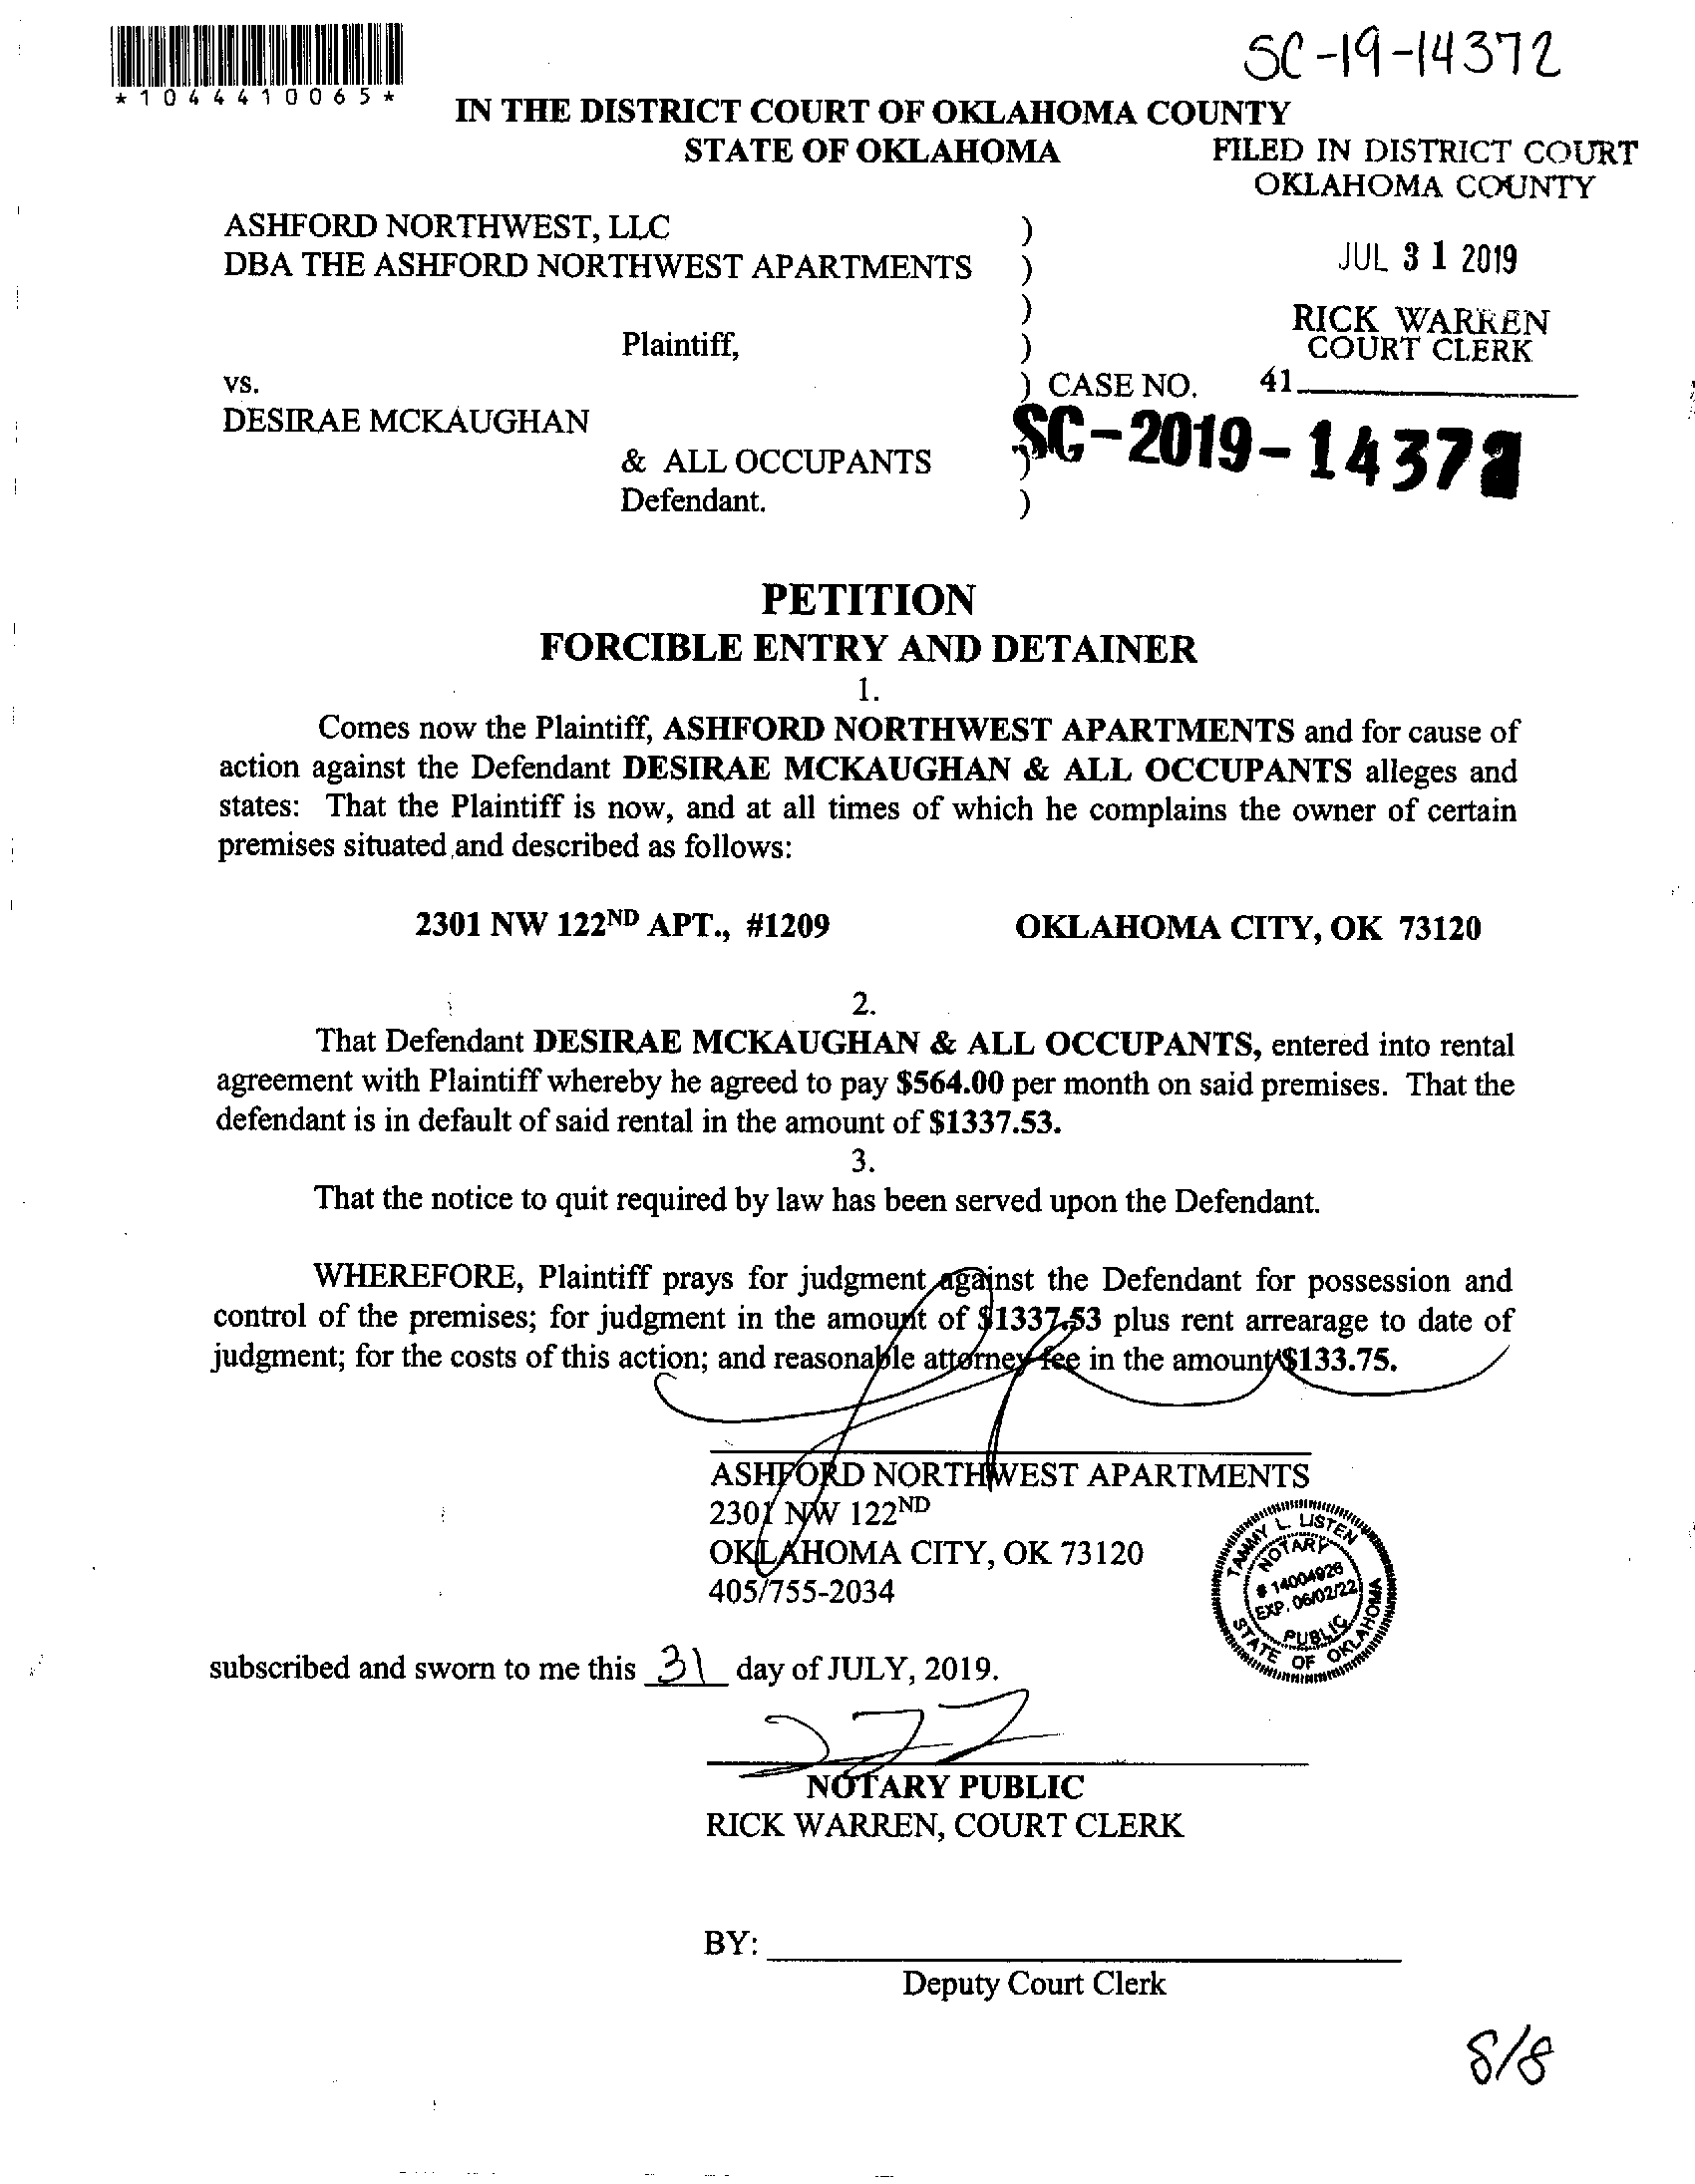 SC-19-14372
*1044410065*
IN THE DISTRICT COURT OF OKLAHOMA COUNTY
STATE OF OKLAHOMA
FILED IN DISTRICT COURT
OKLAHOMA COUNTY
ASHFORD NORTHWEST, LLC )
DBA THE ASHFORD NORTHWEST APARTMENTS )
JUL 31 2019
)
RICK WARREN
COURT CLERK
Plaintiff, )
vs. ) CASE NO. 41
DESIRAE MCKAUGHAN
SC-2019-14372
& ALL OCCUPANTS )
Defendant. )
PETITION
FORCIBLE ENTRY AND DETAINER
1.
Comes now the Plaintiff, ASHFORD NORTHWEST APARTMENTS and for cause of
action against the Defendant DESIRAE MCKAUGHAN & ALL OCCUPANTS alleges and
states: That the Plaintiff is now, and at all times of which he complains the owner of certain
premises situated and described as follows:
2301 NW 122ND APT., #1209 OKLAHOMA CITY, OK 73120
2.
That Defendant DESIRAE MCKAUGHAN & ALL OCCUPANTS, entered into rental
agreement with Plaintiff whereby he agreed to pay $564.00 per month on said premises. That the
defendant is in default of said rental in the amount of $1337.53.
3.
That the notice to quit required by law has been served upon the Defendant.
WHEREFORE, Plaintiff prays for judgment against the Defendant for possession and
control of the premises; for judgment in the amount of $1337.53 plus rent arrearage to date of
judgment; for the costs of this action; and reasonable attorney fee in the amount $133.75.
ASHFORD NORTHWEST APARTMENTS
2301 NW 122ND
OKLAHOMA CITY, OK 73120
405/755-2034
TAMMY L. LISTEN
NOTARY
# 14004926
EXP. 06/02/22
PUBLIC
STATE OF OKLAHOMA
subscribed and sworn to me this 31 day of JULY, 2019.
NOTARY PUBLIC
RICK WARREN, COURT CLERK
BY:
Deputy Court Clerk
8/8